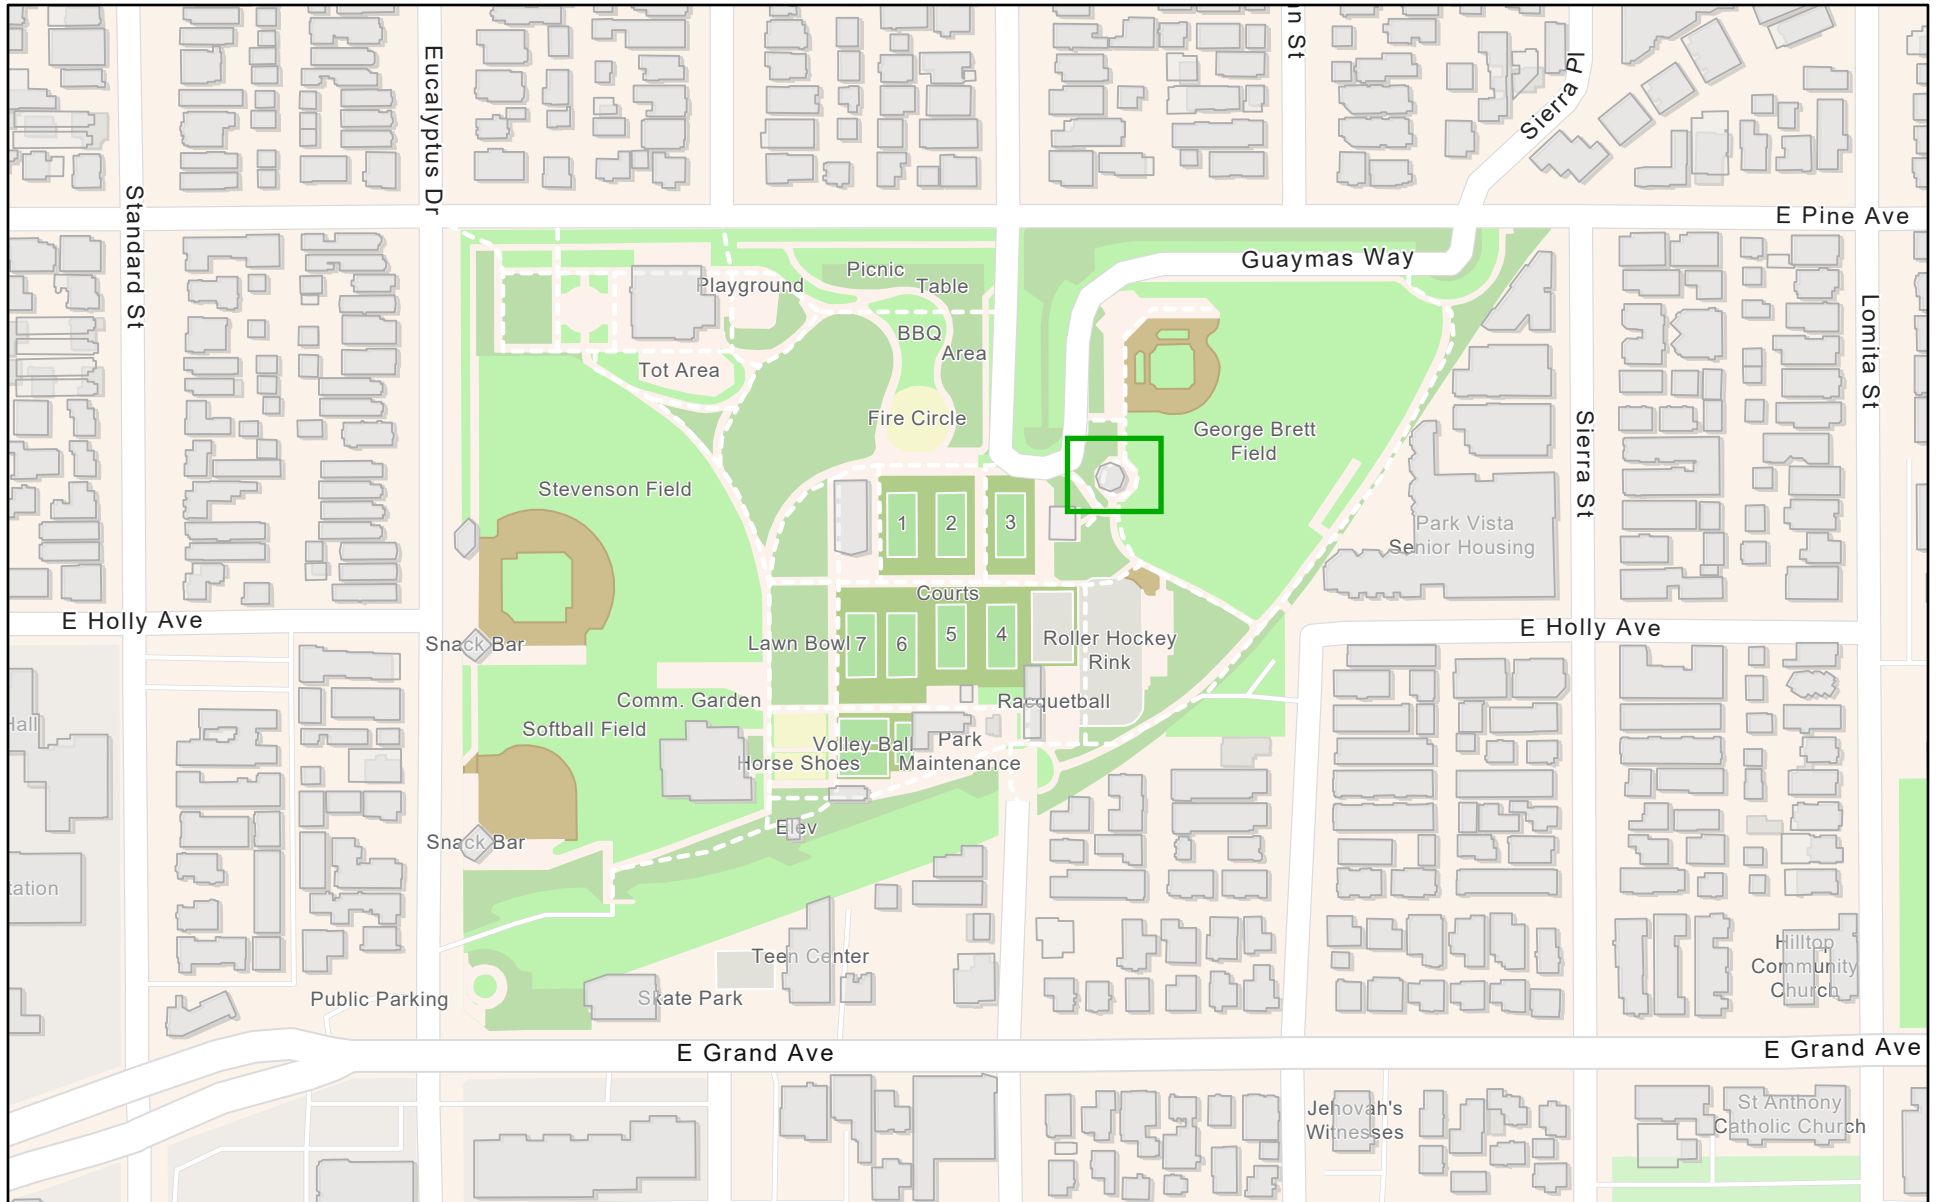 n St
Eucalyptus Dr
Sierra Pl
Standard St
E Pine Ave
Guaymas Way
Picnic
Table
Playground
Lomita St
BBQ
Area
Tot Area
Fire Circle
George Brett
Field
Sierra St
Stevenson Field
1
2
3
Park Vista
Senior Housing
Courts
E Holly Ave
E Holly Ave
Snack Bar
Lawn Bowl
7
6
5
4
Roller Hockey
Rink
Comm. Garden
Racquetball
Softball Field
Hall
Volley Ball
Park
Maintenance
Horse Shoes
Elev
Snack Bar
tation
Teen Center
Hilltop
Community
Church
Public Parking
Skate Park
E Grand Ave
E Grand Ave
Jehovah's
Witnesses
St Anthony
Catholic Church